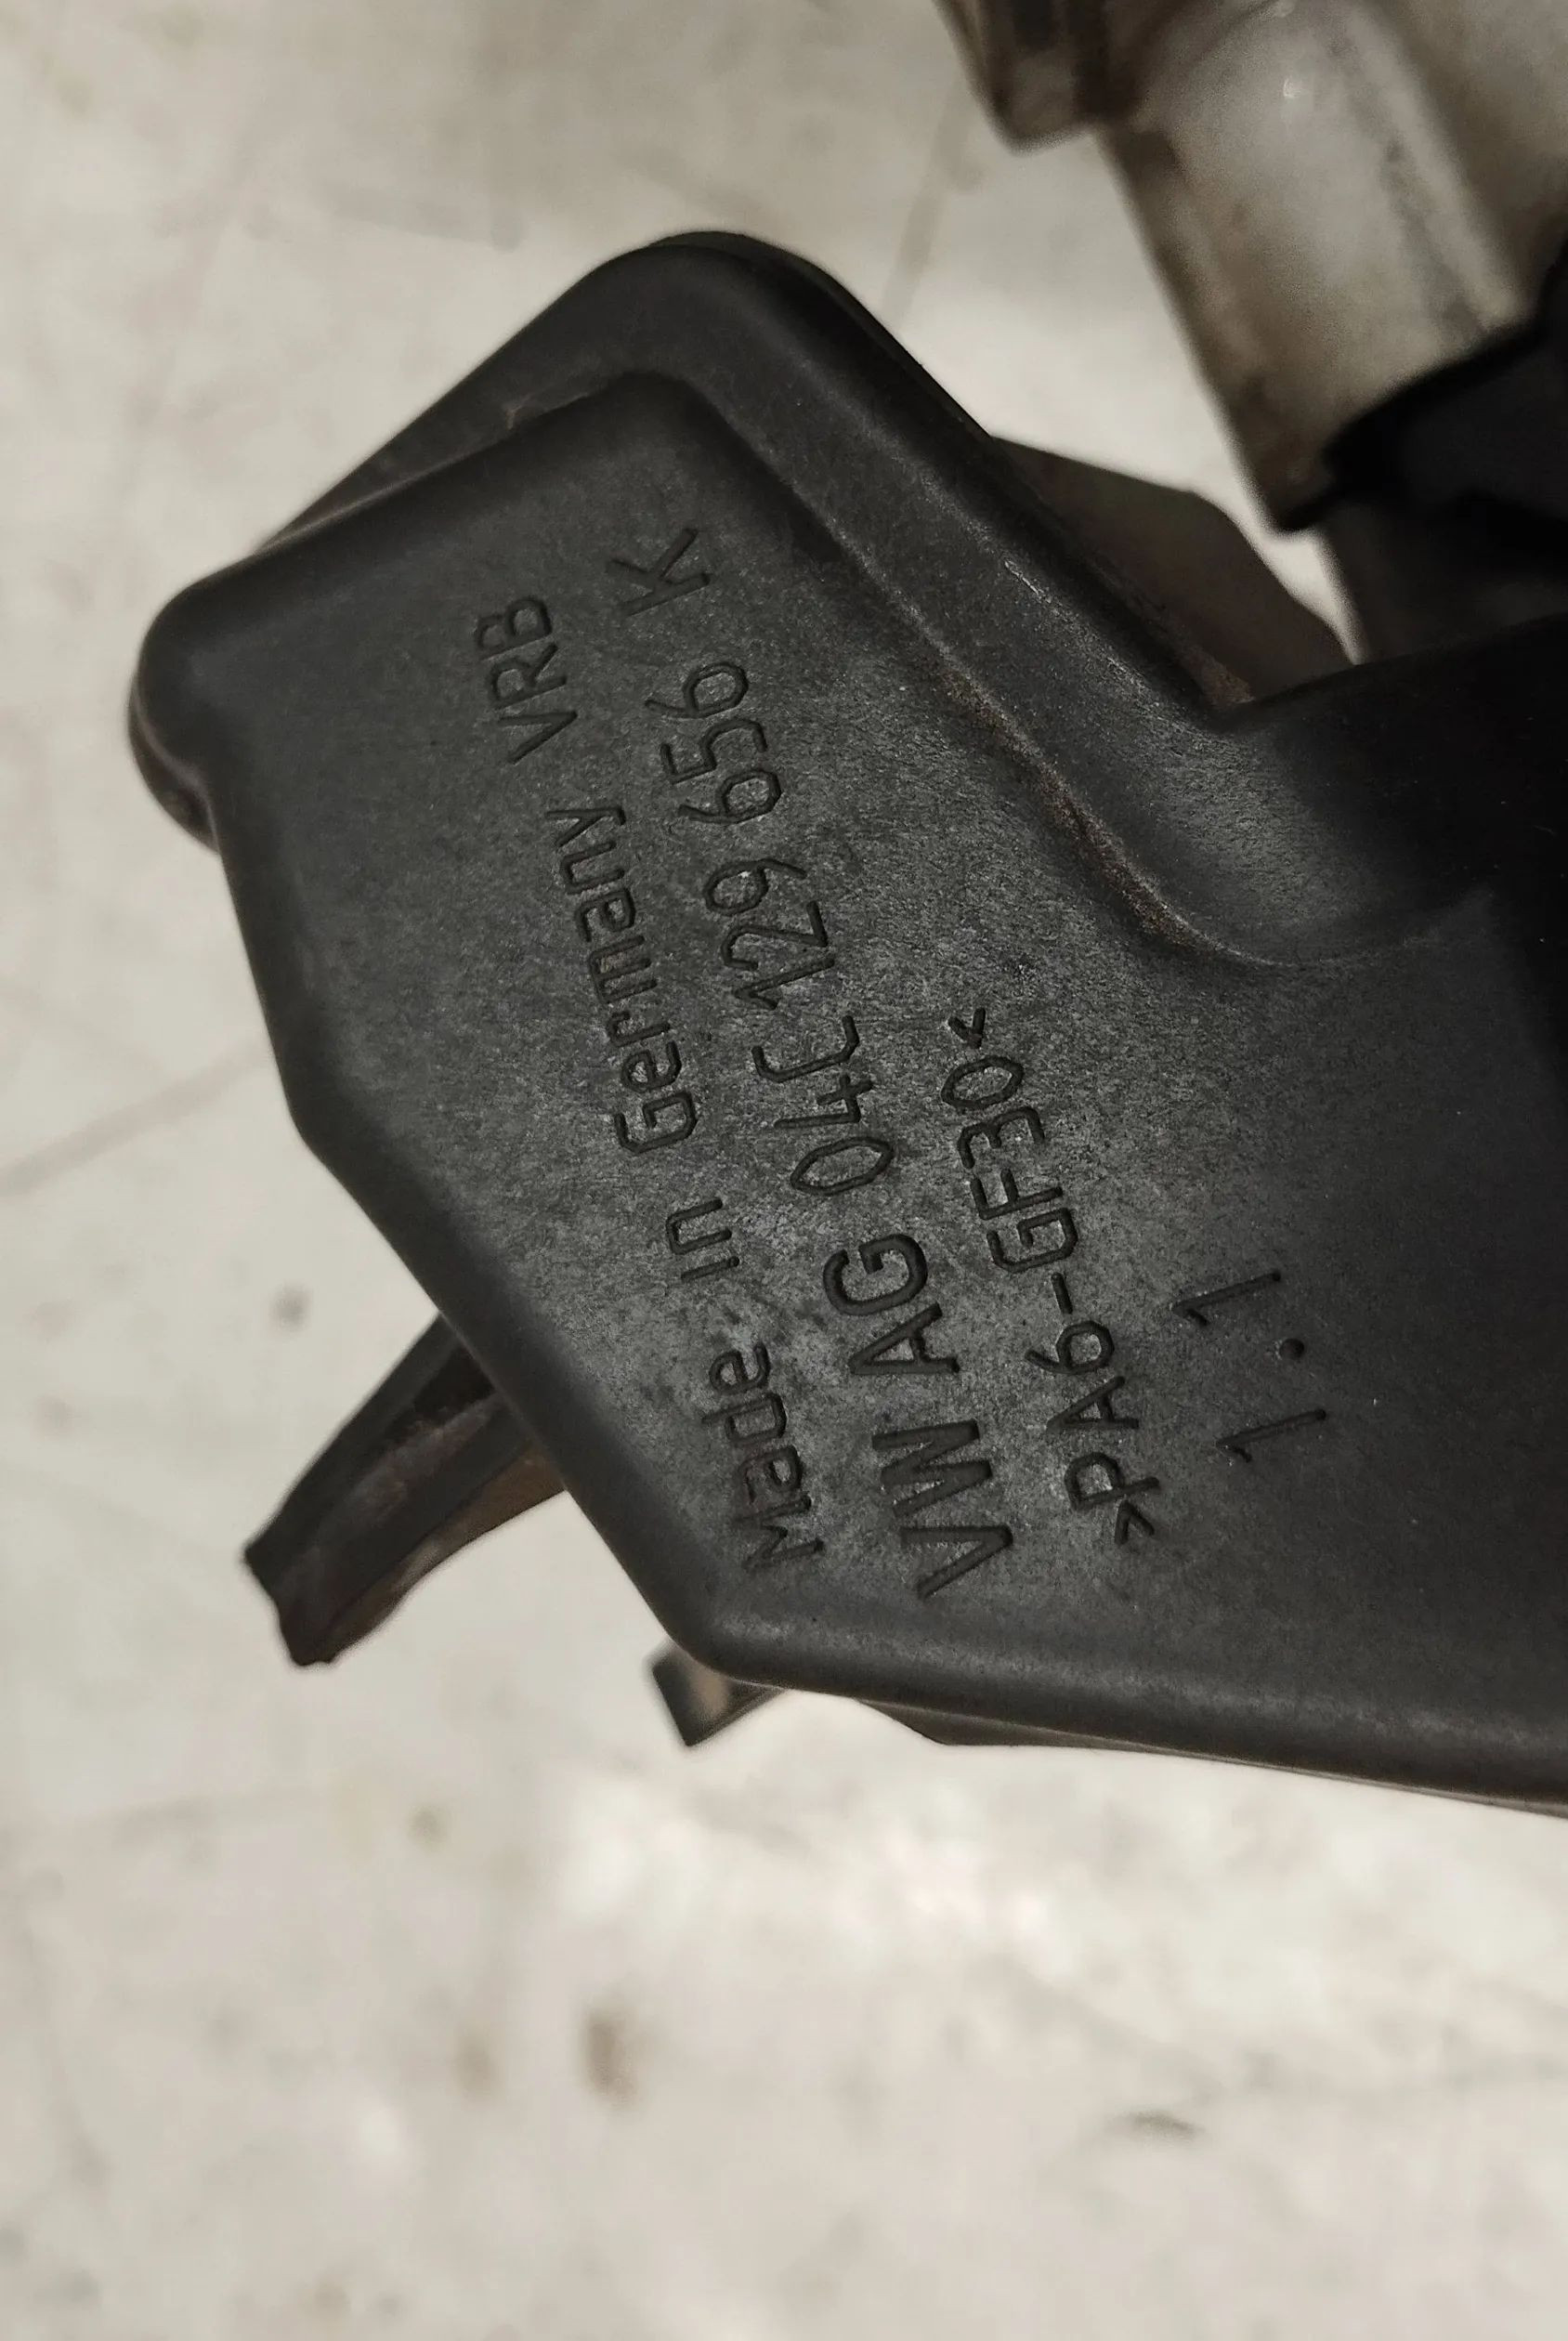 Made in Germany VRB
VW AG 04C 129 656 K
>PA6-GF30<
1.1